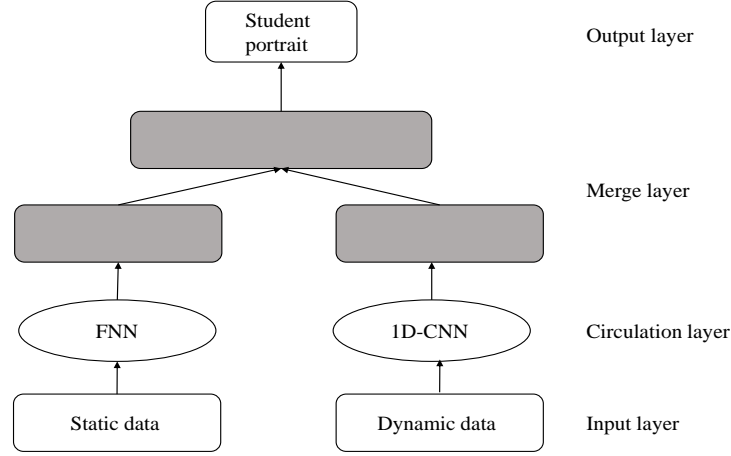 Student
portrait
Output layer
Merge layer
FNN
1D-CNN
Circulation layer
Static data
Dynamic data
Input layer